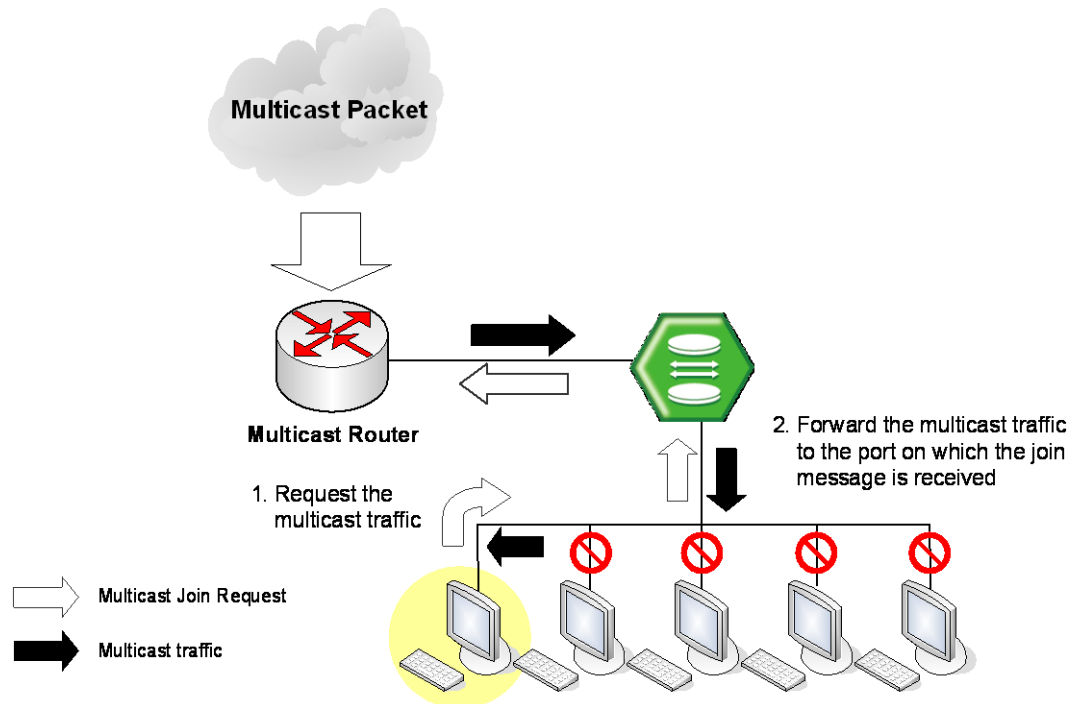 Multicast Packet
Multicast Router
2. Forward the multicast traffic
to the port on which the join
message is received
1. Request the
multicast traffic
Multicast Join Request
Multicast traffic